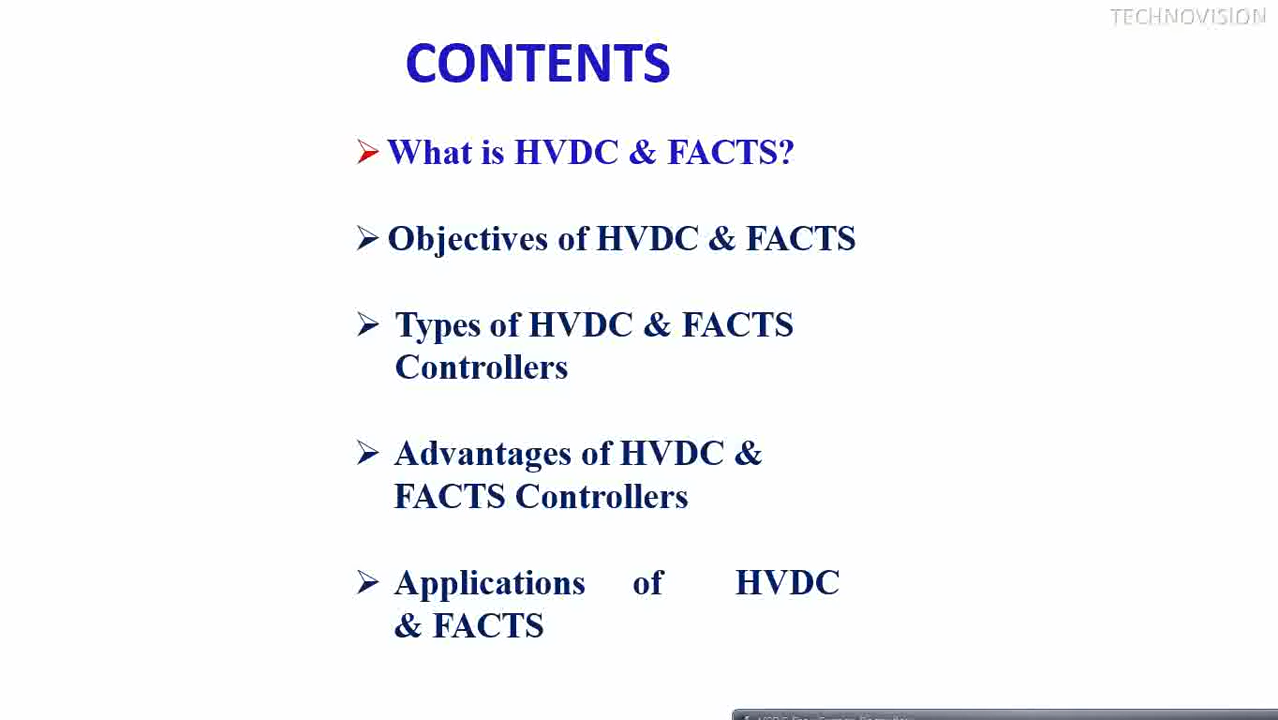 TECHNOVISION
CONTENTS
What is HVDC & FACTS?
Objectives of HVDC & FACTS
Types of HVDC & FACTS
Controllers
Advantages of HVDC &
FACTS Controllers
Applications of HVDC
& FACTS